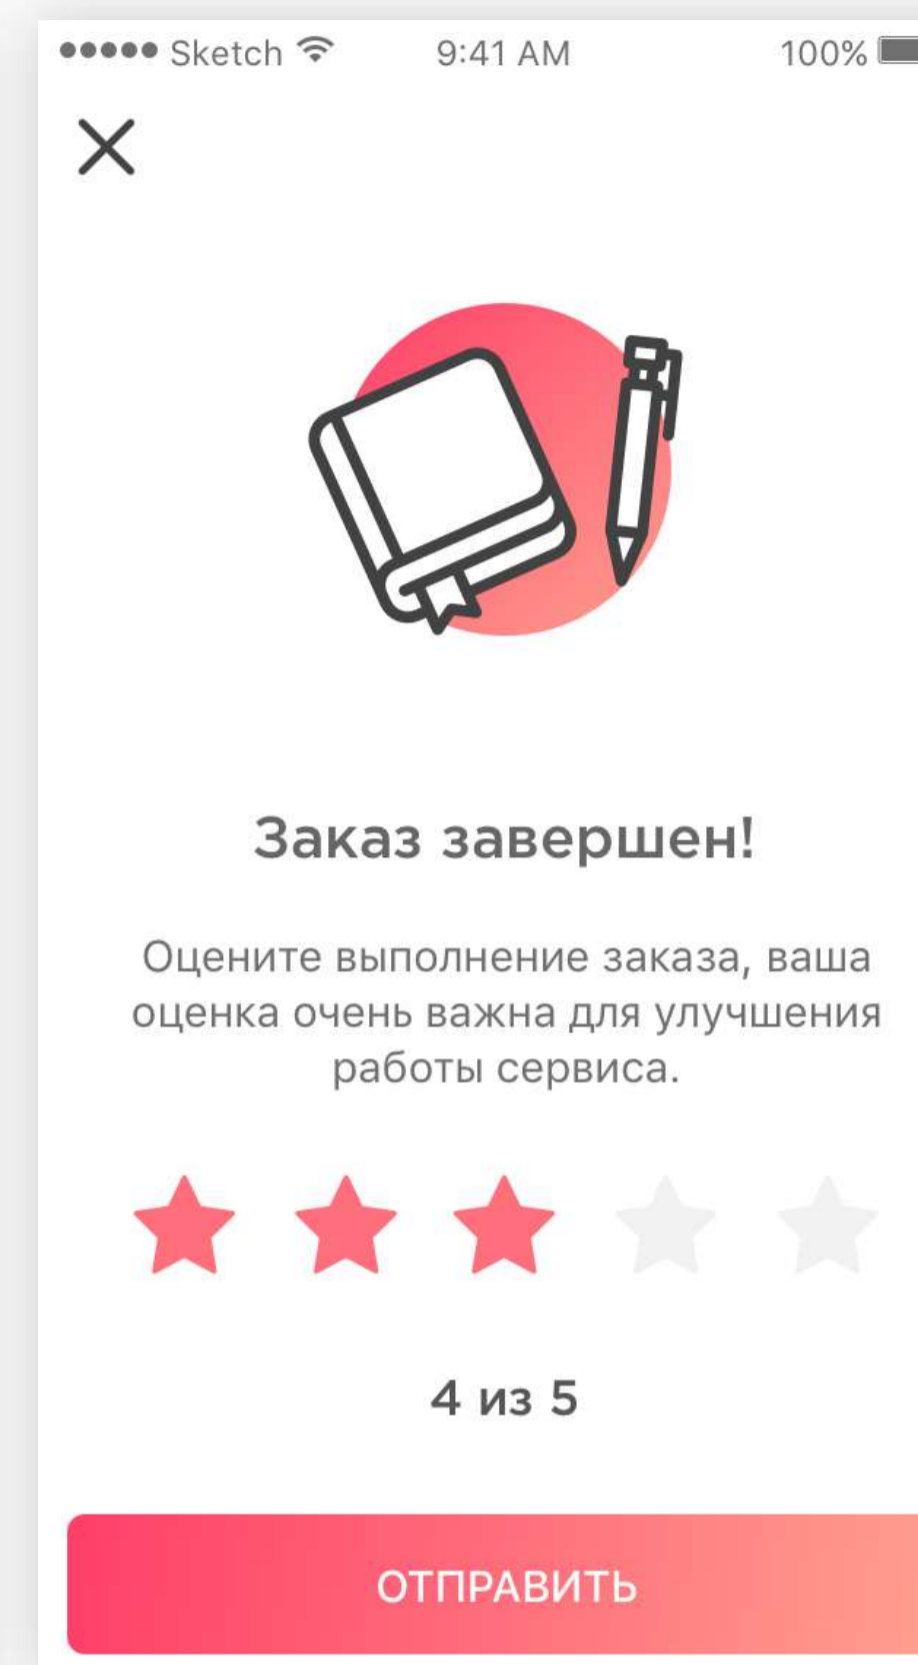 Sketch 9:41 AM 100%
Заказ завершен!
Оцените выполнение заказа, ваша
оценка очень важна для улучшения
работы сервиса.
4 из 5
ОТПРАВИТЬ